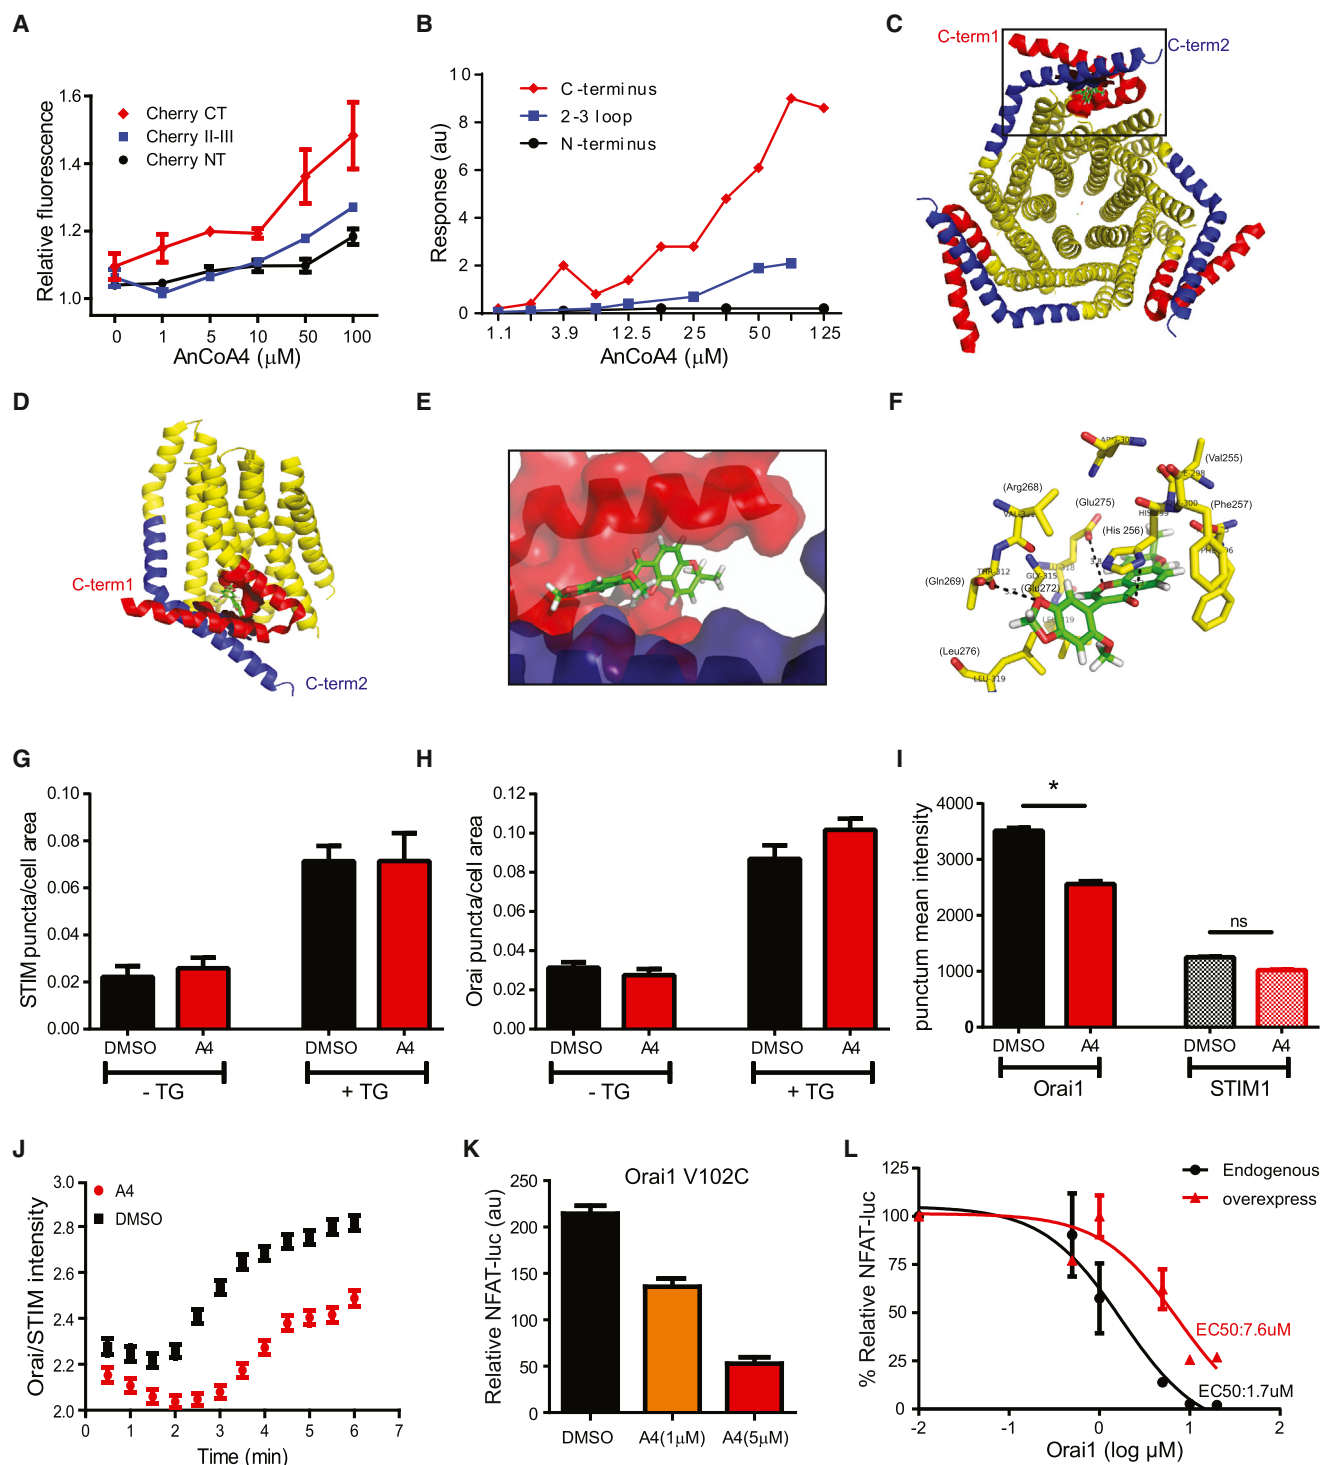 A
Relative fluorescence
1.6
1.4
1.2
1.0
Cherry CT
Cherry II-III
Cherry NT
0 1 5 10 50 100
AnCoA4 (μM)
B
Response (au)
10
8
6
4
2
0
C-terminus
2-3 loop
N-terminus
1.1 3.9 12.5 25 50 125
AnCoA4 (μM)
C
C-term1
C-term2
D
C-term1
C-term2
E
F
(Val255)
(Arg268)
(Glu275)
(Phe257)
(His 256)
THR-312
GLY-315
(Gln269)
(Glu272)
(Leu276)
LEU-319
G
STIM puncta/cell area
0.10
0.08
0.06
0.04
0.02
0.00
DMSO A4 DMSO A4
- TG + TG
H
Orai puncta/cell area
0.12
0.10
0.08
0.06
0.04
0.02
0.00
DMSO A4 DMSO A4
- TG + TG
I
punctum mean intensity
4000
3000
2000
1000
0
*
ns
DMSO A4 DMSO A4
Orai1 STIM1
J
Orai/STIM intensity
3.0
2.8
2.6
2.4
2.2
2.0
A4
DMSO
0 1 2 3 4 5 6 7
Time (min)
K
Orai1 V102C
Relative NFAT-luc (au)
250
200
150
100
50
0
DMSO A4(1μM) A4(5μM)
L
% Relative NFAT-luc
125
100
75
50
25
0
Endogenous
overexpress
EC50:7.6uM
EC50:1.7uM
-2 -1 0 1 2
Orai1 (log μM)